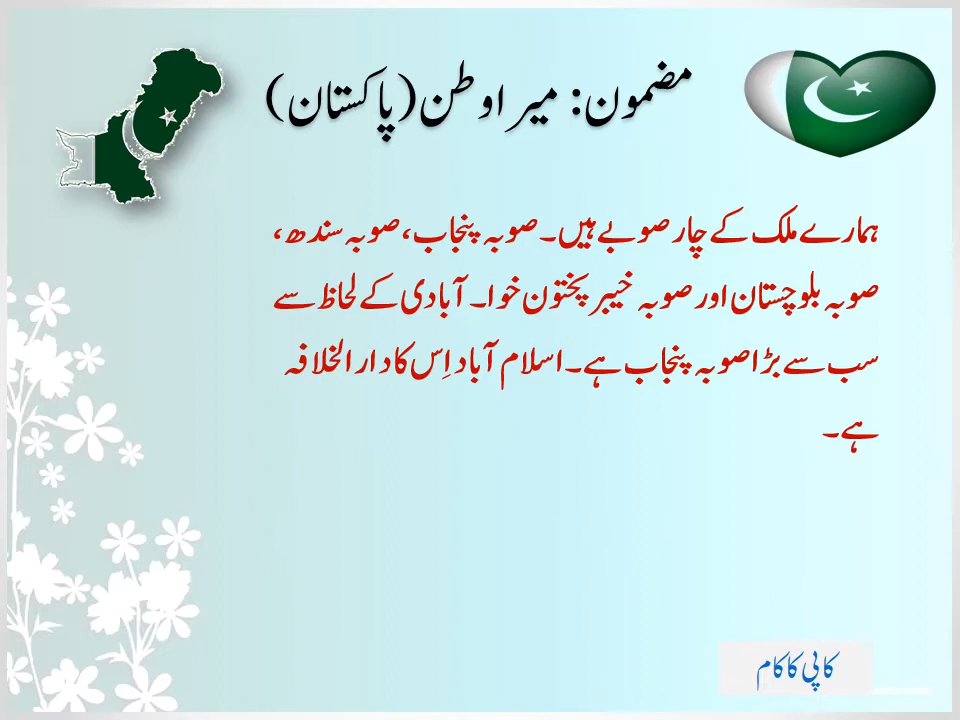 مضمون: میرا وطن (پاکستان)
ہمارے ملک کے چار صوبے ہیں۔ صوبہ پنجاب، صوبہ سندھ،
صوبہ بلوچستان اور صوبہ خیبر پختون خوا۔ آبادی کے لحاظ سے
سب سے بڑا صوبہ پنجاب ہے۔ اسلام آباد اِس کا دار الخلافہ
ہے۔
کاپی کا کام